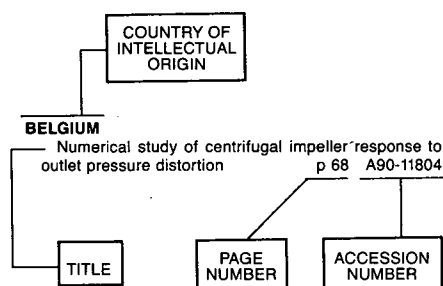 COUNTRY OF
INTELLECTUAL
ORIGIN
BELGIUM
Numerical study of centrifugal impeller response to
outlet pressure distortion p 68 A90-11804
TITLE
PAGE
NUMBER
ACCESSION
NUMBER